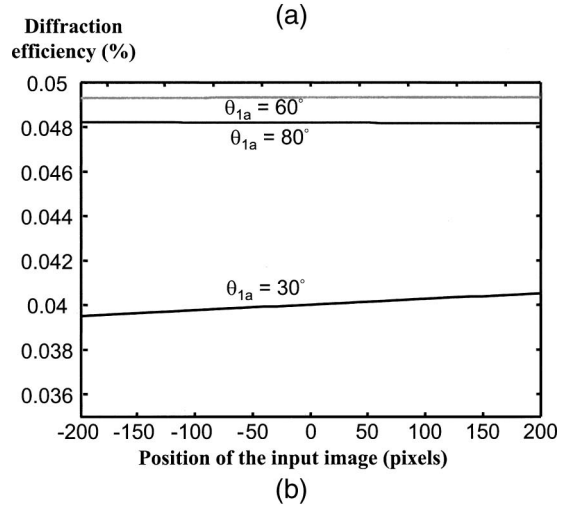 (a)
Diffraction
efficiency (%)
0.05
0.048
0.046
0.044
0.042
0.04
0.038
0.036
θ1a = 60°
θ1a = 80°
θ1a = 30°
-200 -150 -100 -50 0 50 100 150 200
Position of the input image (pixels)
(b)